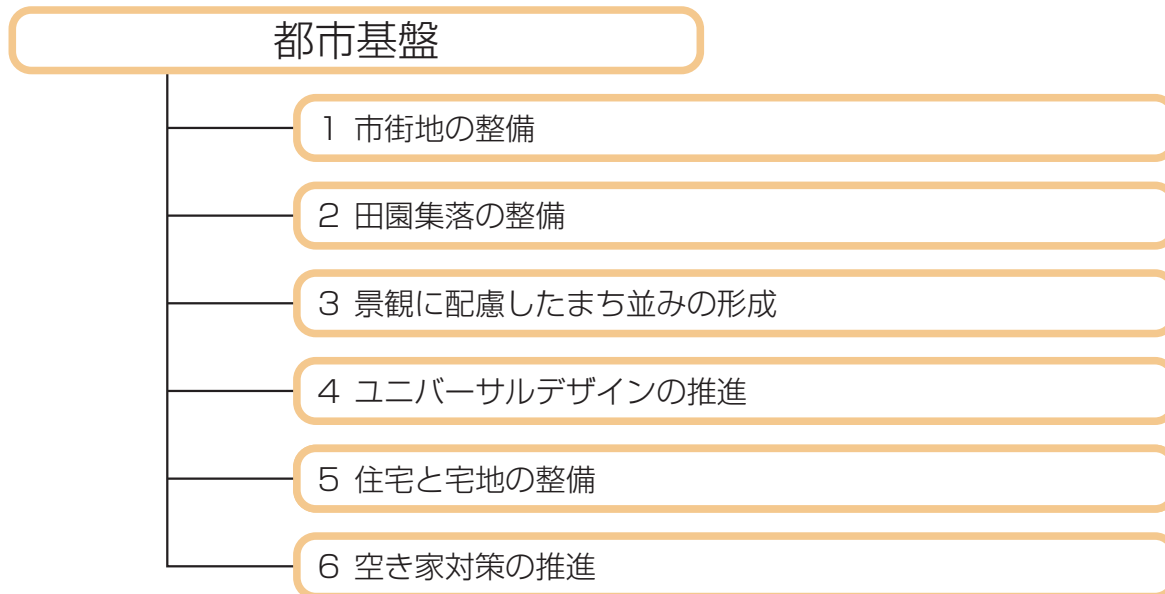 都市基盤
1 市街地の整備
2 田園集落の整備
3 景観に配慮したまち並みの形成
4 ユニバーサルデザインの推進
5 住宅と宅地の整備
6 空き家対策の推進